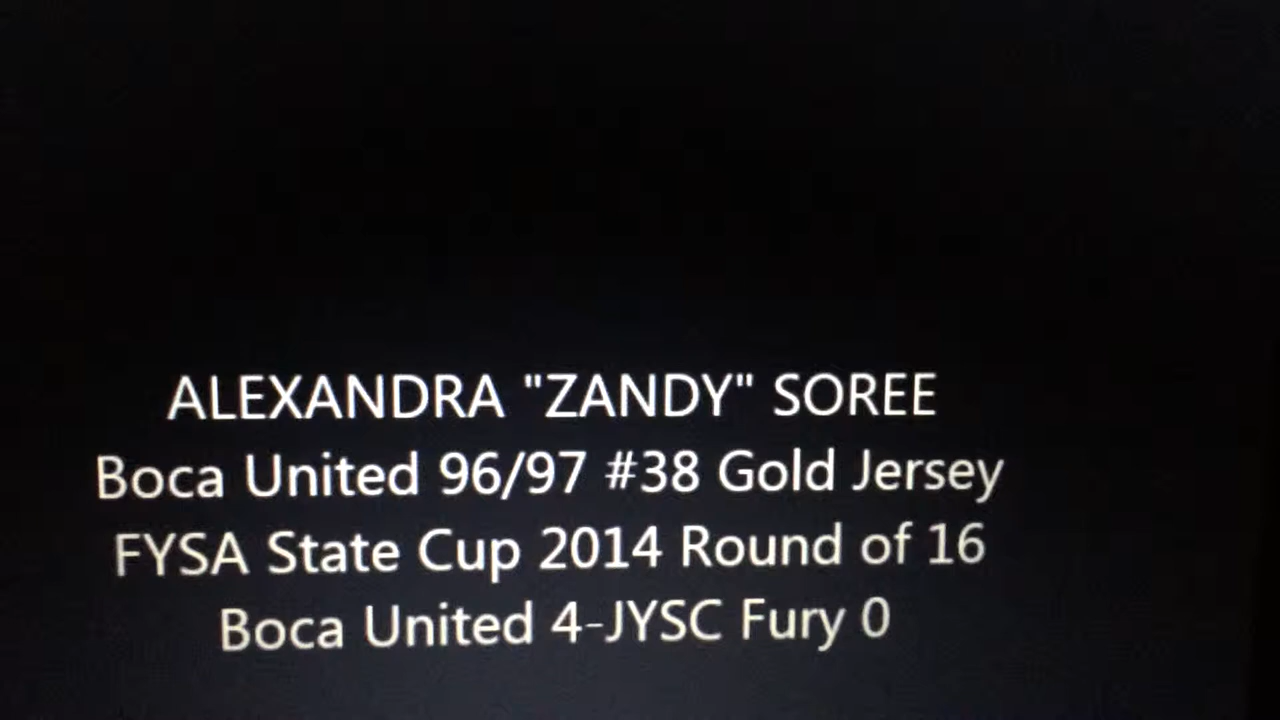 ALEXANDRA "ZANDY" SOREE
Boca United 96/97 #38 Gold Jersey
FYSA State Cup 2014 Round of 16
Boca United 4-JYSC Fury 0